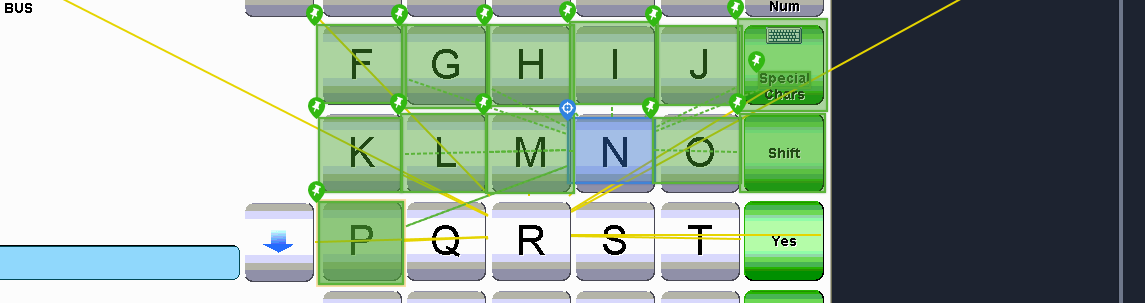 BUS
Num
F G H I J Special Chars
K L M N O Shift
P Q R S T Yes